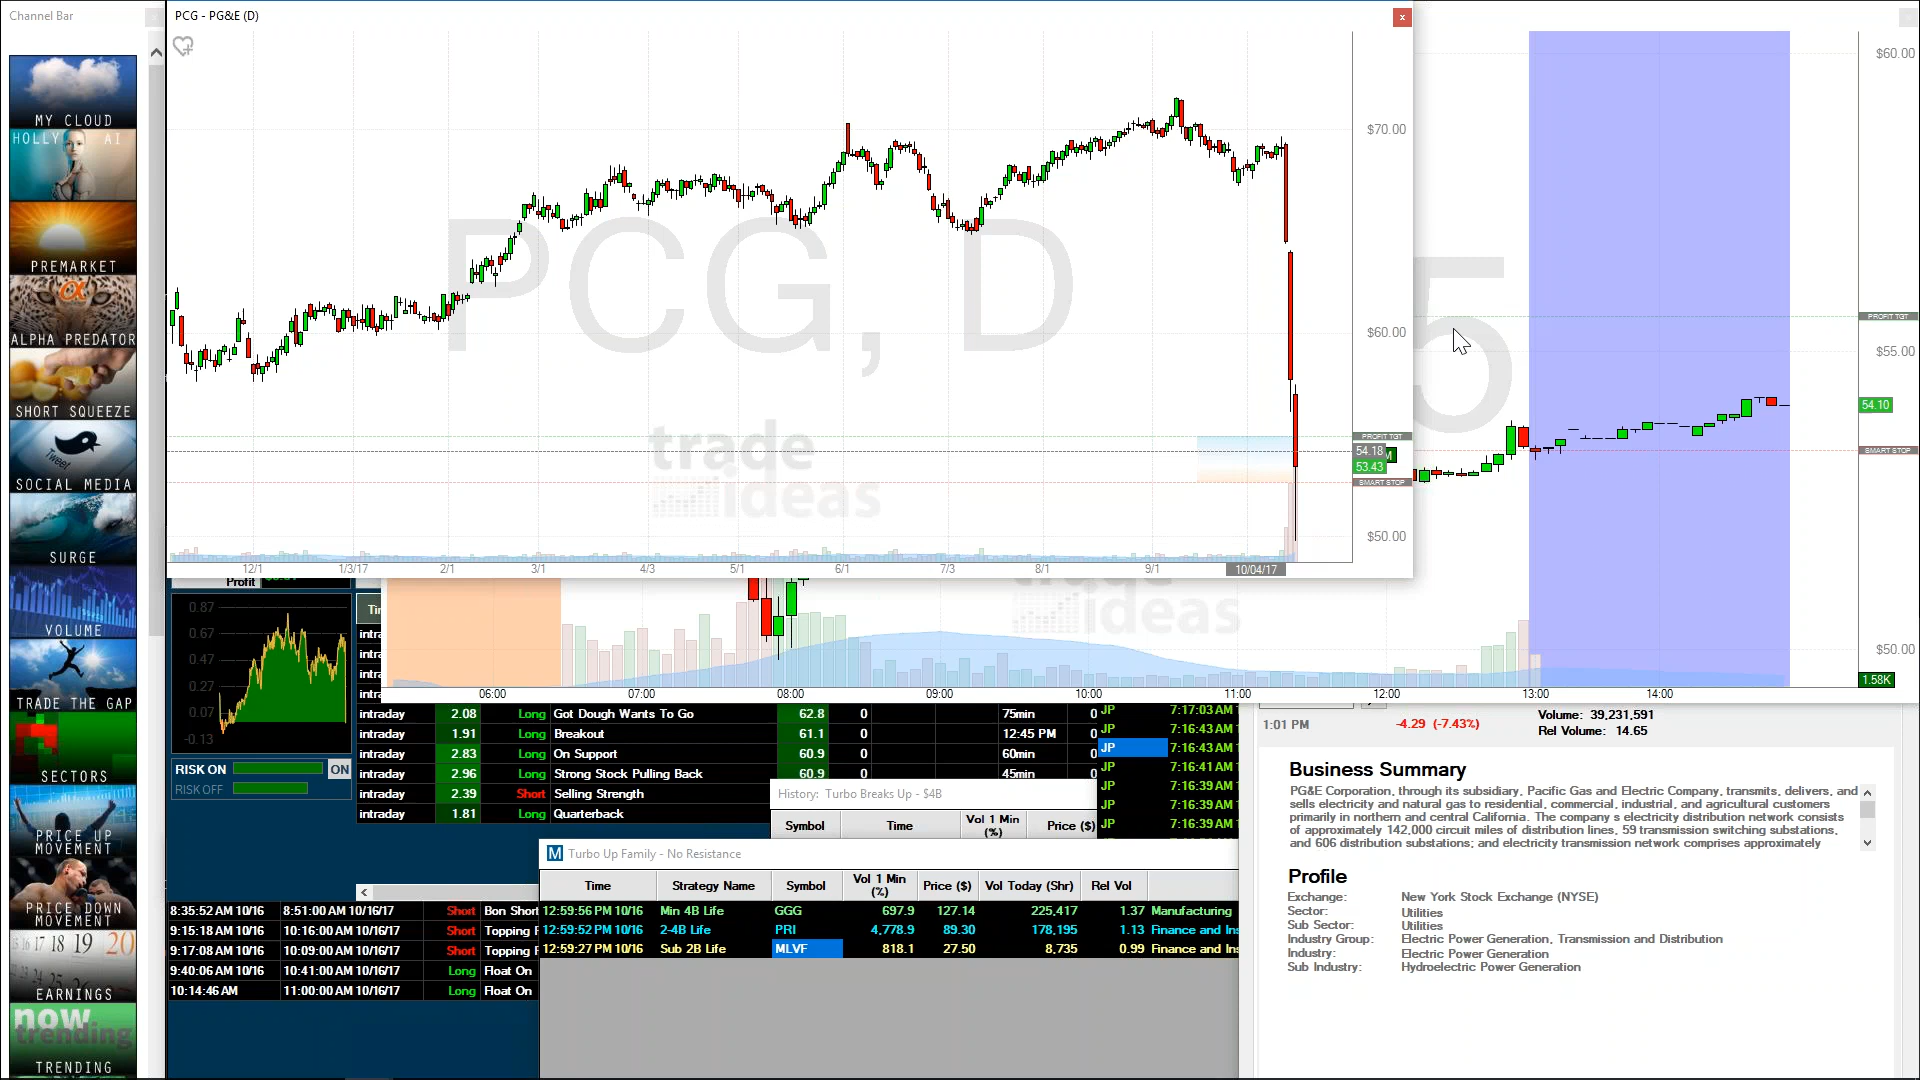 Channel Bar
PCG - PG&E (D)
x
MY CLOUD
HOLLY AI
PREMARKET
α
ALPHA PREDATOR
SHORT SQUEEZE
Tweet
SOCIAL MEDIA
SURGE
VOLUME
TRADE THE GAP
SECTORS
PRICE UP
MOVEMENT
PRICE DOWN
MOVEMENT
16 17 18 19 20
EARNINGS
now
trending
TRENDING
PCG, D
trade
ideas
$70.00
$60.00
PROFIT TGT
54.18
53.43
SMART STOP
$50.00
12/1 1/3/17 2/1 3/1 4/3 5/1 6/1 7/3 8/1 9/1 10/04/17
5
$60.00
PROFIT TGT
$55.00
54.10
SMART STOP
$50.00
1.58K
ideas
06:00 07:00 08:00 09:00 10:00 11:00 12:00 13:00 14:00
Profit
0.87
0.67
0.47
0.27
0.07
-0.13
RISK ON ON
RISK OFF
intraday 2.08 Long Got Dough Wants To Go 62.8 0 75min 0
intraday 1.91 Long Breakout 61.1 0 12:45 PM 0
intraday 2.83 Long On Support 60.9 0 60min 0
intraday 2.96 Long Strong Stock Pulling Back 60.9 0 45min 0
intraday 2.39 Short Selling Strength
intraday 1.81 Long Quarterback
JP 7:17:03 AM
JP 7:16:43 AM
JP 7:16:43 AM
JP 7:16:41 AM
JP 7:16:39 AM
JP 7:16:39 AM
JP 7:16:39 AM
History: Turbo Breaks Up - $4B
Symbol Time Vol 1 Min (%) Price ($)
8:35:52 AM 10/16 8:51:00 AM 10/16/17 Short Bon Short
9:15:18 AM 10/16 10:16:00 AM 10/16/17 Short Topping
9:17:08 AM 10/16 10:09:00 AM 10/16/17 Short Topping
9:40:06 AM 10/16 10:41:00 AM 10/16/17 Long Float On
10:14:46 AM 11:00:00 AM 10/16/17 Long Float On
M Turbo Up Family - No Resistance
Time Strategy Name Symbol Vol 1 Min (%) Price ($) Vol Today (Shr) Rel Vol
12:59:56 PM 10/16 Min 4B Life GGG 697.9 127.14 225,417 1.37 Manufacturing
12:59:52 PM 10/16 2-4B Life PRI 4,778.9 89.30 178,195 1.13 Finance and Ins
12:59:27 PM 10/16 Sub 2B Life MLVF 818.1 27.50 8,735 0.99 Finance and Ins
1:01 PM -4.29 (-7.43%) Volume: 39,231,591
Rel Volume: 14.65
Business Summary
PG&E Corporation, through its subsidiary, Pacific Gas and Electric Company, transmits, delivers, and
sells electricity and natural gas to residential, commercial, industrial, and agricultural customers
primarily in northern and central California. The company s electricity distribution network consists
of approximately 142,000 circuit miles of distribution lines, 59 transmission switching substations,
and 606 distribution substations; and electricity transmission network comprises approximately
Profile
Exchange: New York Stock Exchange (NYSE)
Sector: Utilities
Sub Sector: Utilities
Industry Group: Electric Power Generation, Transmission and Distribution
Industry: Electric Power Generation
Sub Industry: Hydroelectric Power Generation